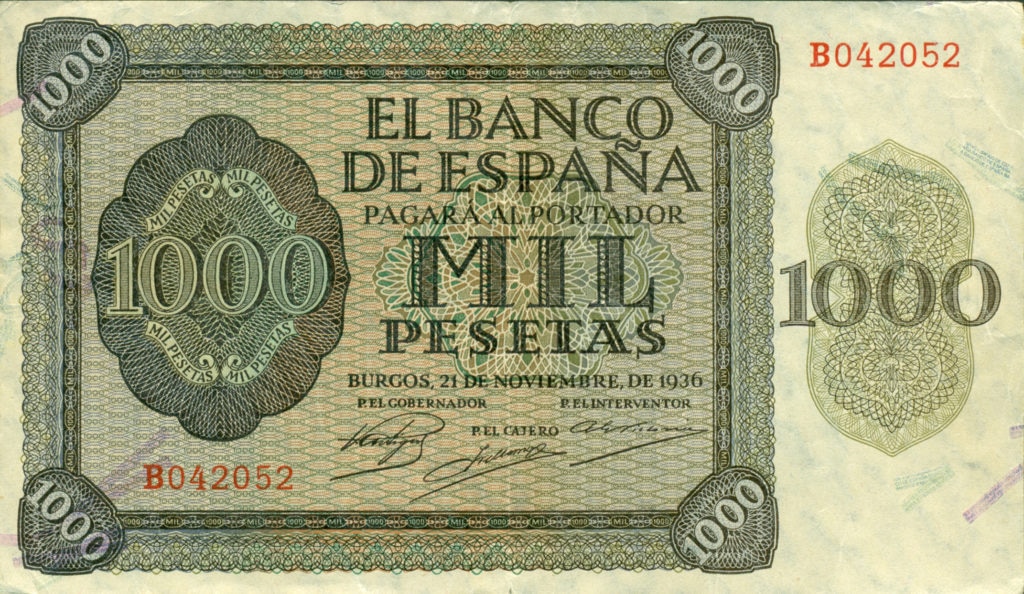 1000
1000
B042052
EL BANCO
DE ESPAÑA
PAGARÁ AL PORTADOR
MIL
PESETAS
BURGOS, 21 DE NOVIEMBRE, DE 1936
P. EL GOBERNADOR
P. EL INTERVENTOR
P. EL CAJERO
MIL PESETAS MIL PESETAS
1000
MIL PESETAS MIL PESETAS
1000
B042052
1000
1000